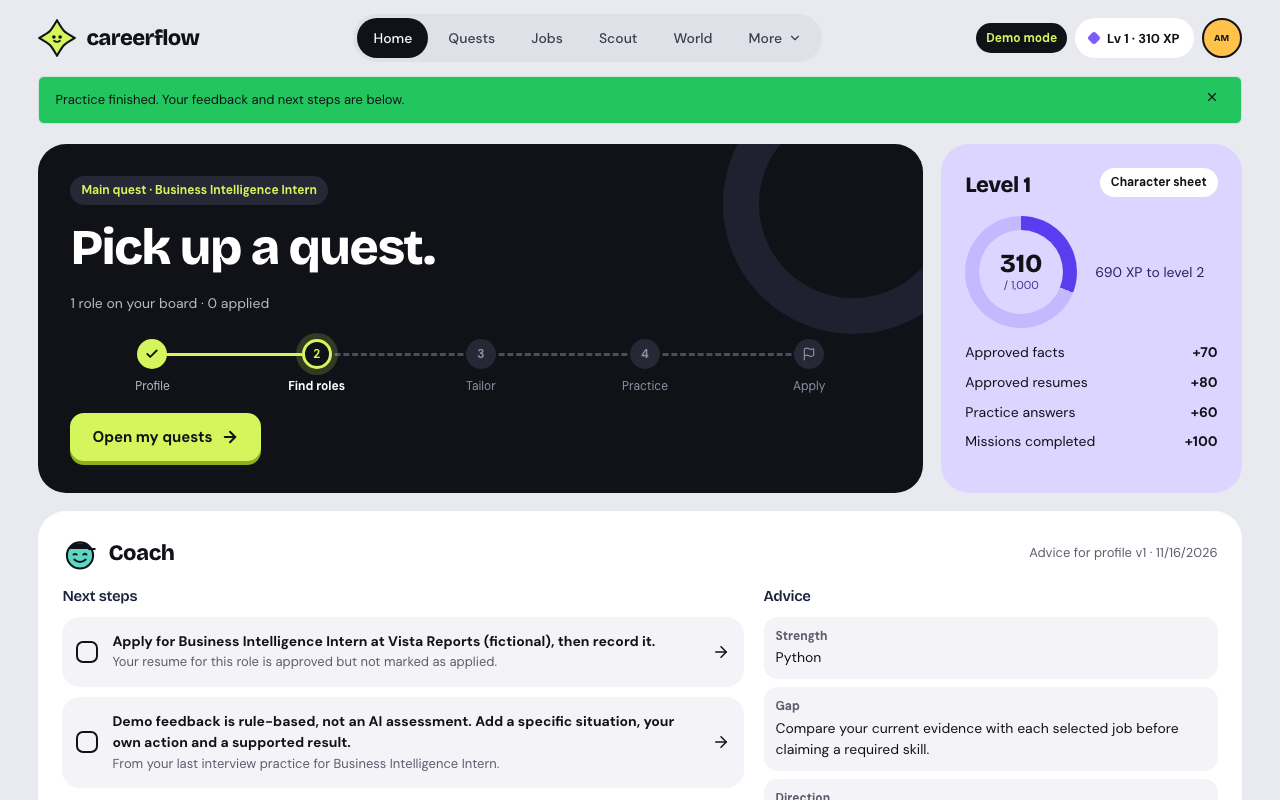 careerflow
Home
Quests
Jobs
Scout
World
More
Demo mode
Lv 1 · 310 XP
AM
Practice finished. Your feedback and next steps are below.
Main quest · Business Intelligence Intern
Pick up a quest.
1 role on your board · 0 applied
2
3
4
Profile
Find roles
Tailor
Practice
Apply
Open my quests
Level 1
Character sheet
310
/ 1,000
690 XP to level 2
Approved facts +70
Approved resumes +80
Practice answers +60
Missions completed +100
Coach
Advice for profile v1 · 11/16/2026
Next steps
Apply for Business Intelligence Intern at Vista Reports (fictional), then record it.
Your resume for this role is approved but not marked as applied.
Demo feedback is rule-based, not an AI assessment. Add a specific situation, your
own action and a supported result.
From your last interview practice for Business Intelligence Intern.
Advice
Strength
Python
Gap
Compare your current evidence with each selected job before
claiming a required skill.
Direction